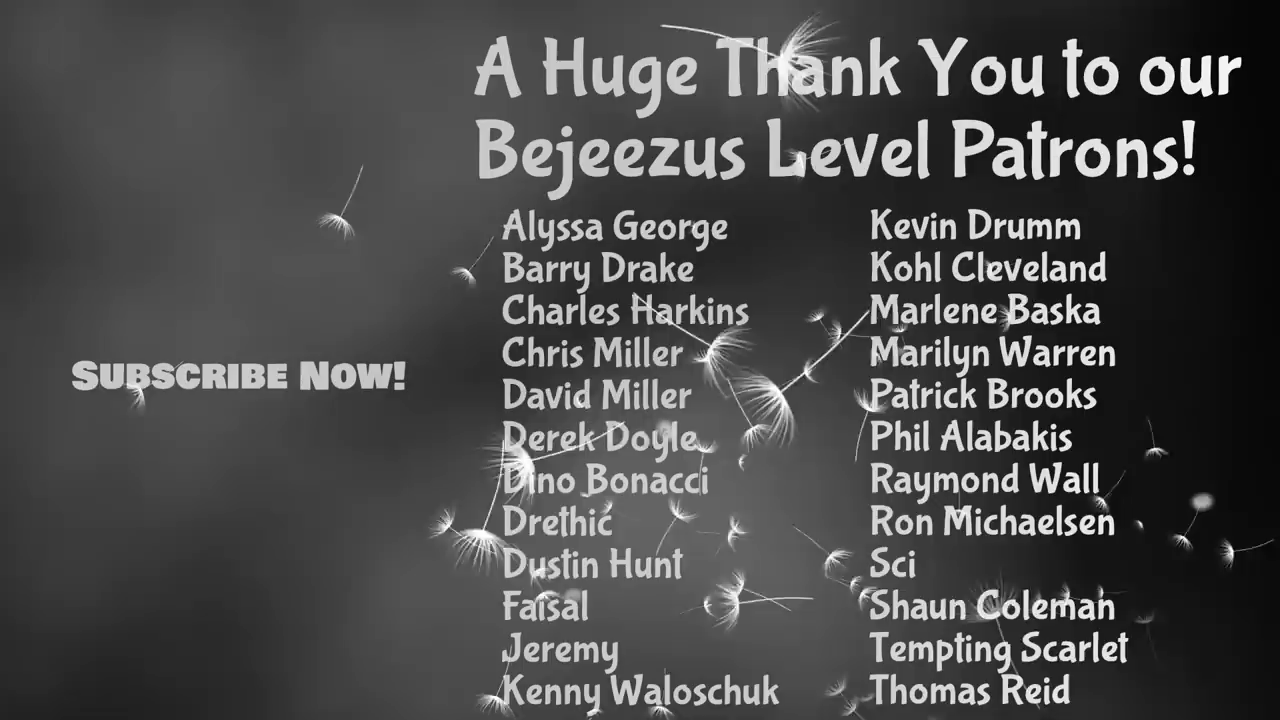 A Huge Thank You to our
Bejeezus Level Patrons!
Alyssa George
Barry Drake
Charles Harkins
Chris Miller
David Miller
Derek Doyle
Dino Bonacci
Drethic
Dustin Hunt
Faisal
Jeremy
Kenny Waloschuk
Kevin Drumm
Kohl Cleveland
Marlene Baska
Marilyn Warren
Patrick Brooks
Phil Alabakis
Raymond Wall
Ron Michaelsen
Sci
Shaun Coleman
Tempting Scarlet
Thomas Reid
Subscribe Now!